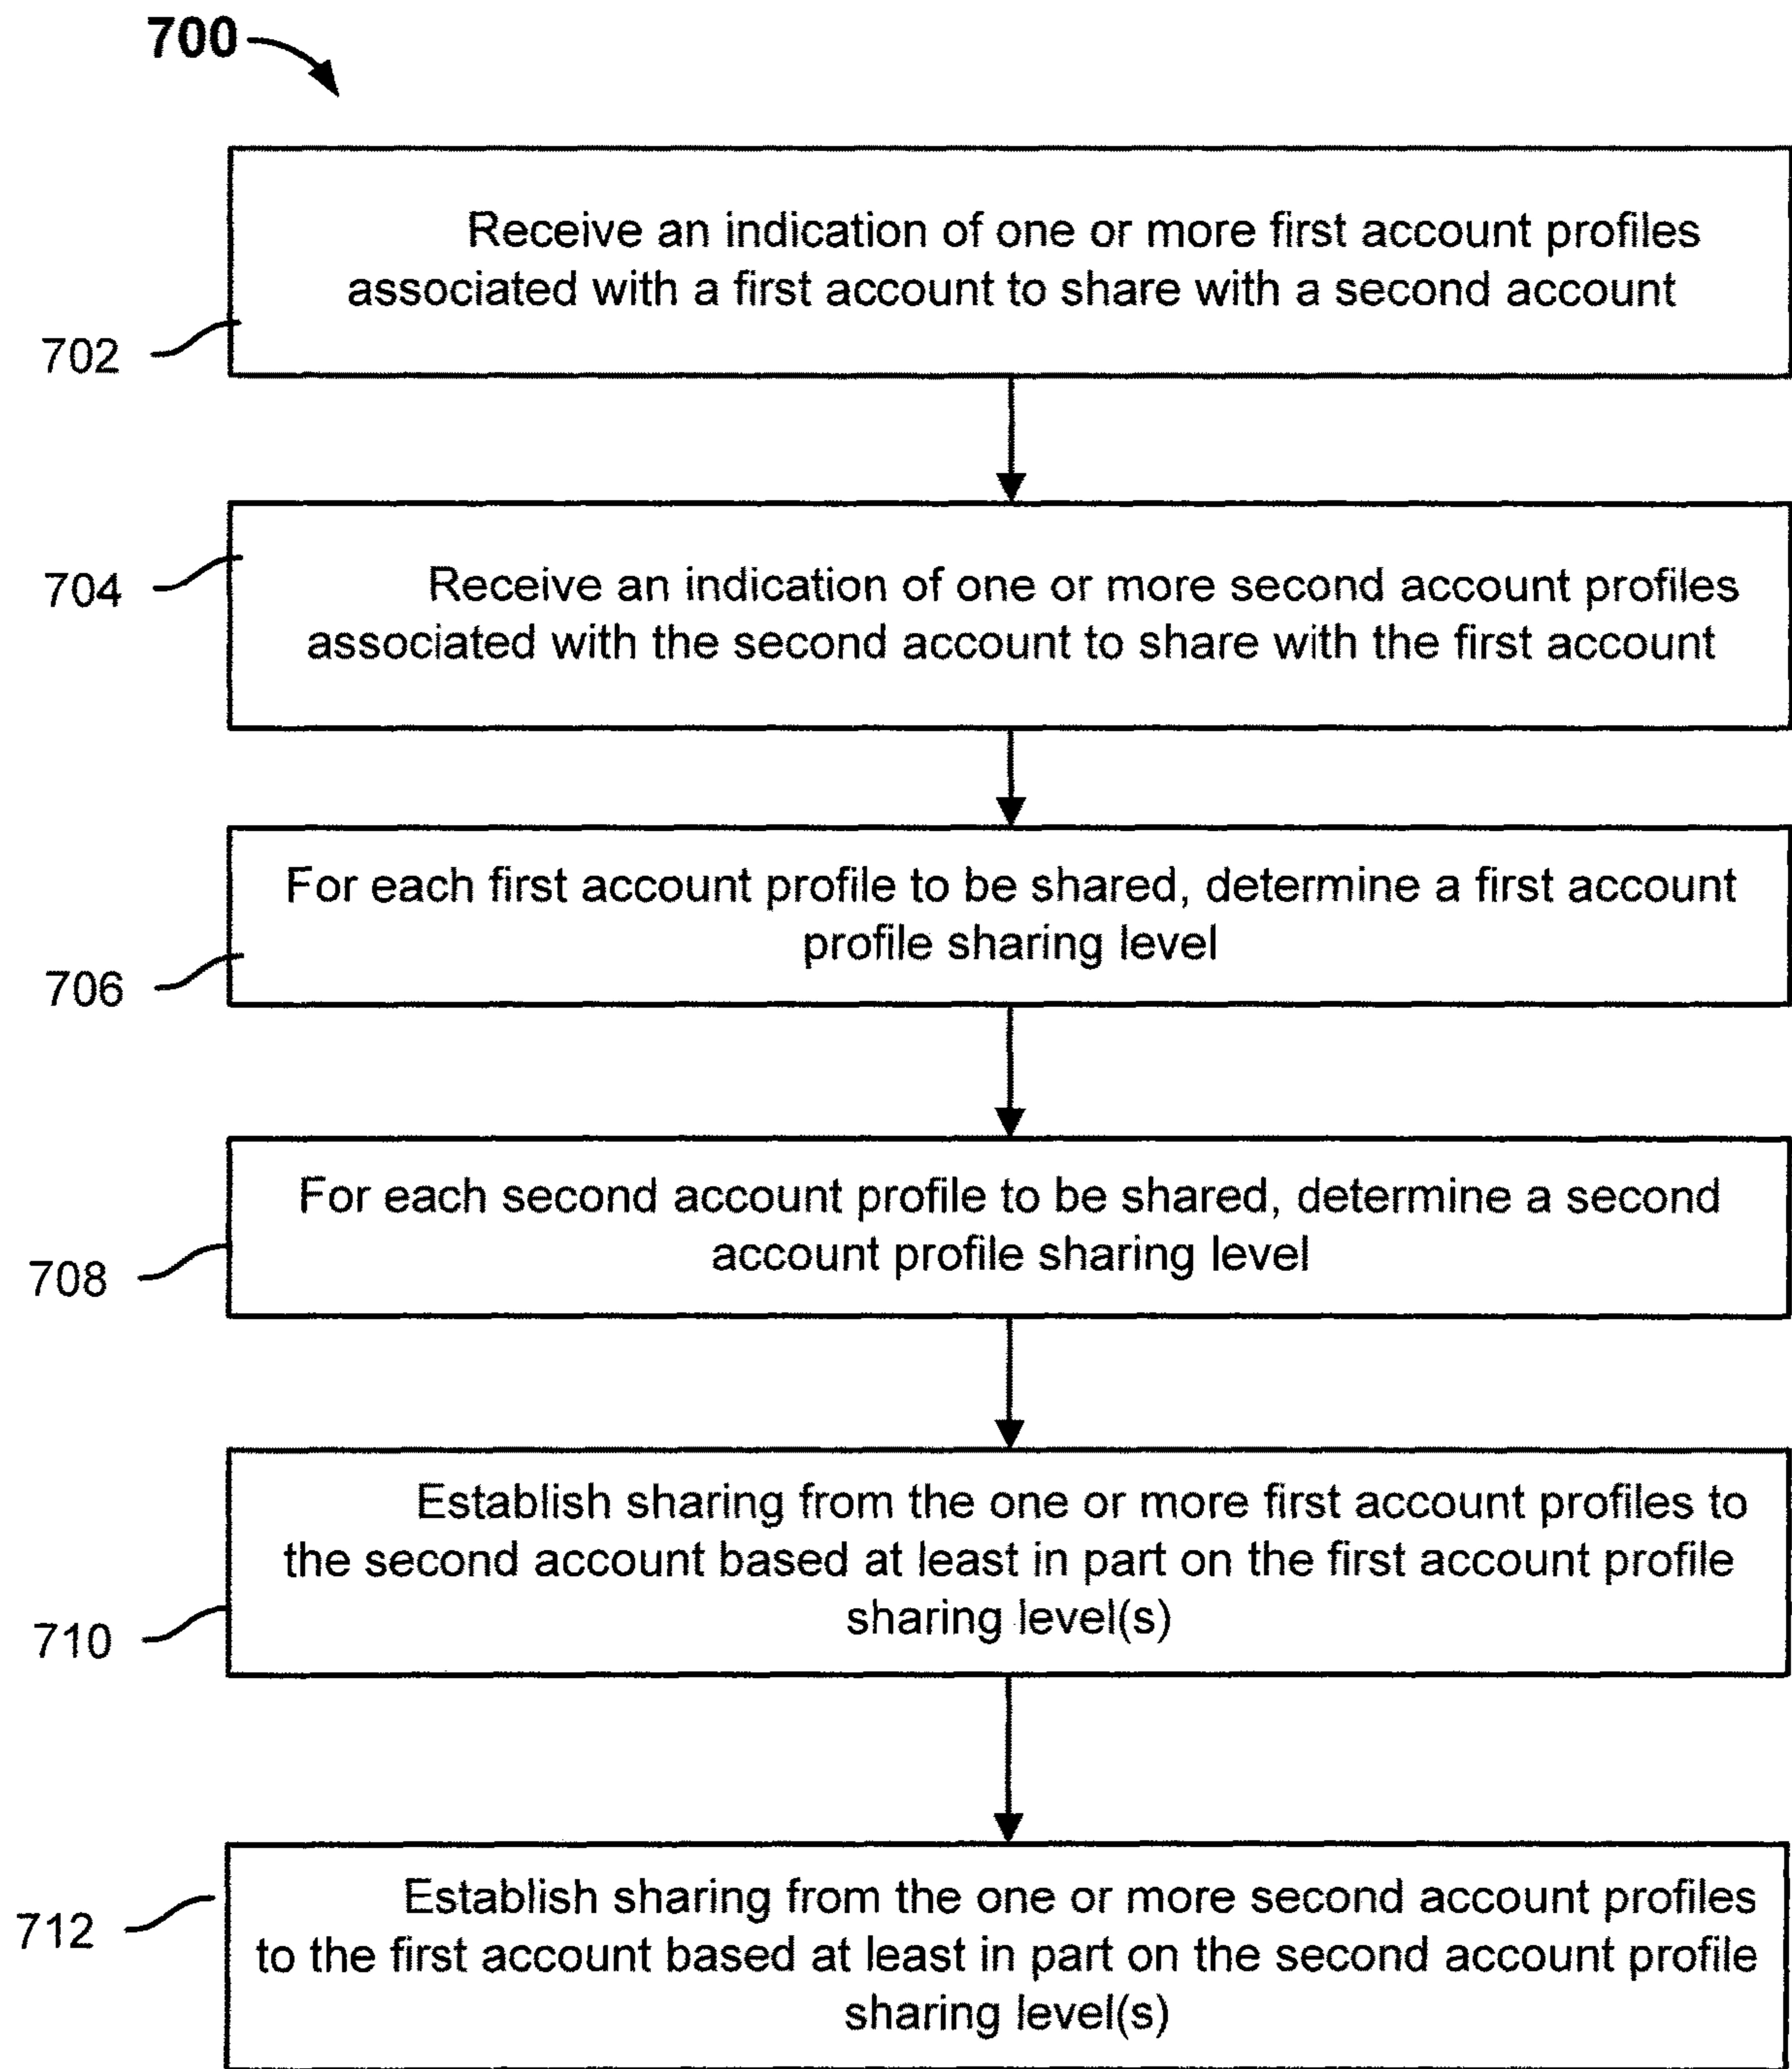 700
Receive an indication of one or more first account profiles
associated with a first account to share with a second account
702
704
Receive an indication of one or more second account profiles
associated with the second account to share with the first account
For each first account profile to be shared, determine a first account
profile sharing level
706
For each second account profile to be shared, determine a second
account profile sharing level
708
Establish sharing from the one or more first account profiles to
the second account based at least in part on the first account profile
sharing level(s)
710
Establish sharing from the one or more second account profiles
to the first account based at least in part on the second account profile
sharing level(s)
712